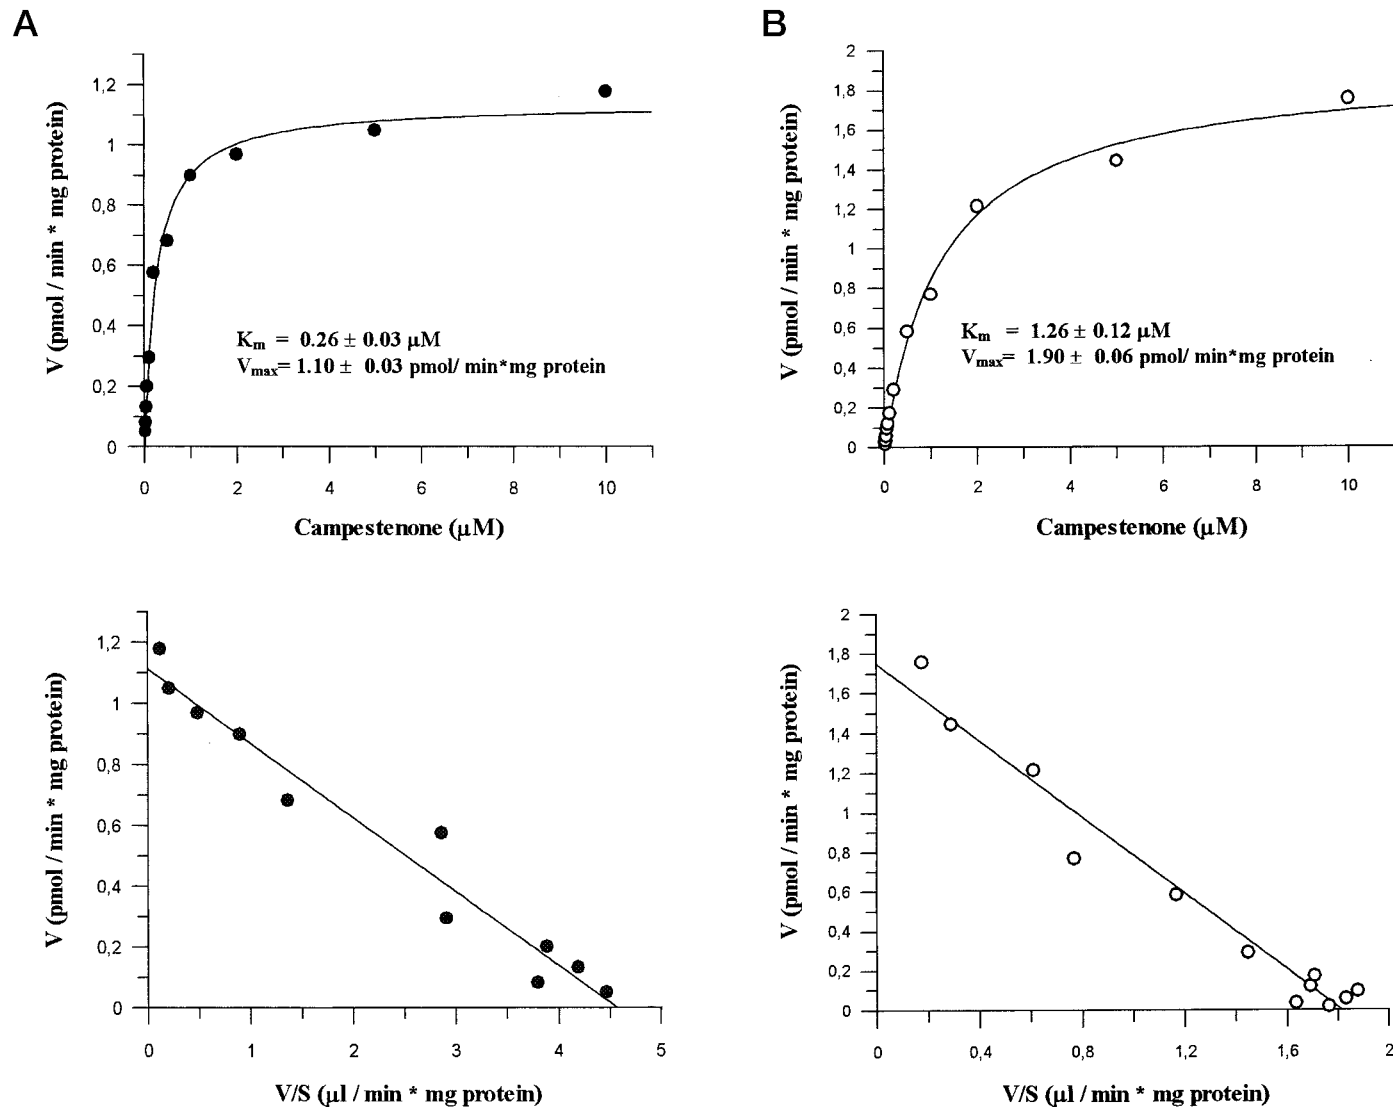 A
V (pmol / min * mg protein)
1,2
1
0,8
0,6
0,4
0,2
0
K_m = 0.26 ± 0.03 μM
V_max= 1.10 ± 0.03 pmol/ min*mg protein
0 2 4 6 8 10
Campestenone (μM)
B
V (pmol / min * mg protein)
2
1,8
1,6
1,4
1,2
1
0,8
0,6
0,4
0,2
0
K_m = 1.26 ± 0.12 μM
V_max= 1.90 ± 0.06 pmol/ min*mg protein
0 2 4 6 8 10
Campestenone (μM)
V (pmol / min * mg protein)
1,2
1
0,8
0,6
0,4
0,2
0
0 1 2 3 4 5
V/S (μl / min * mg protein)
V (pmol / min * mg protein)
2
1,8
1,6
1,4
1,2
1
0,8
0,6
0,4
0,2
0
0 0,4 0,8 1,2 1,6 2
V/S (μl / min * mg protein)